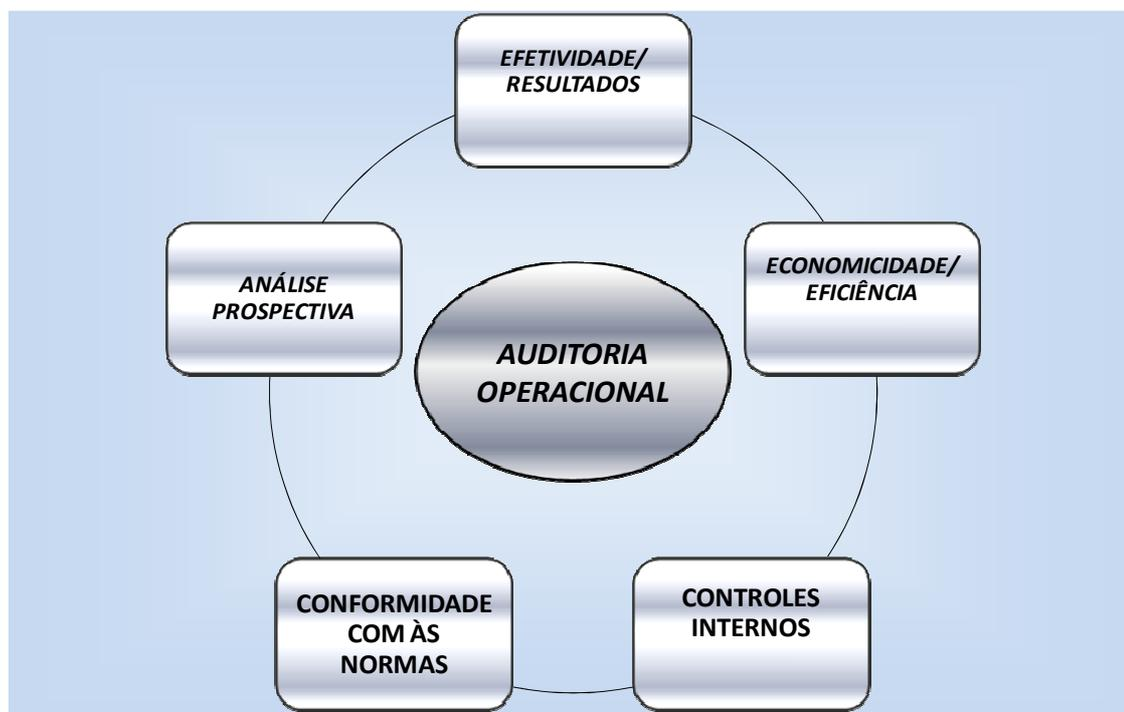 EFETIVIDADE/
RESULTADOS
ANÁLISE
PROSPECTIVA
ECONOMICIDADE/
EFICIÊNCIA
AUDITORIA
OPERACIONAL
CONFORMIDADE
COM ÀS
NORMAS
CONTROLES
INTERNOS